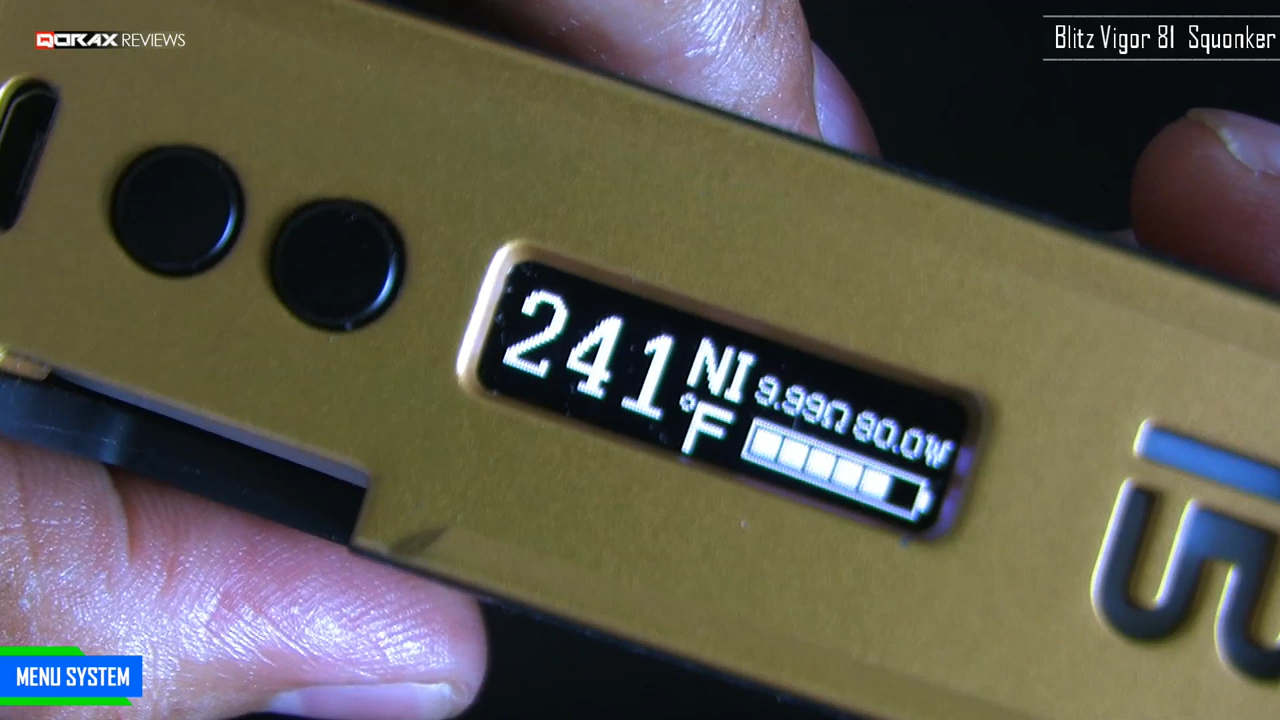 QORAX REVIEWS
Blitz Vigor 81 Squonker
241 NI 9.99Ω 80.0W
°F
MENU SYSTEM